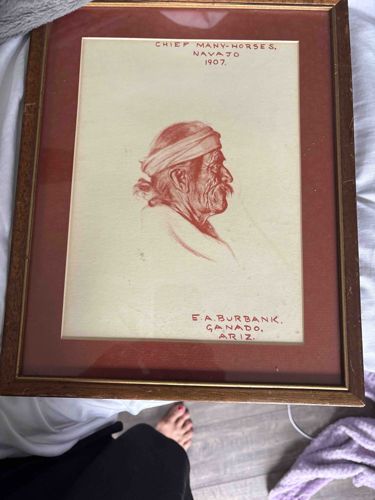 CHIEF MANY-HORSES,
NAVAJO
1907.
E.A.BURBANK.
GANADO,
ARIZ.